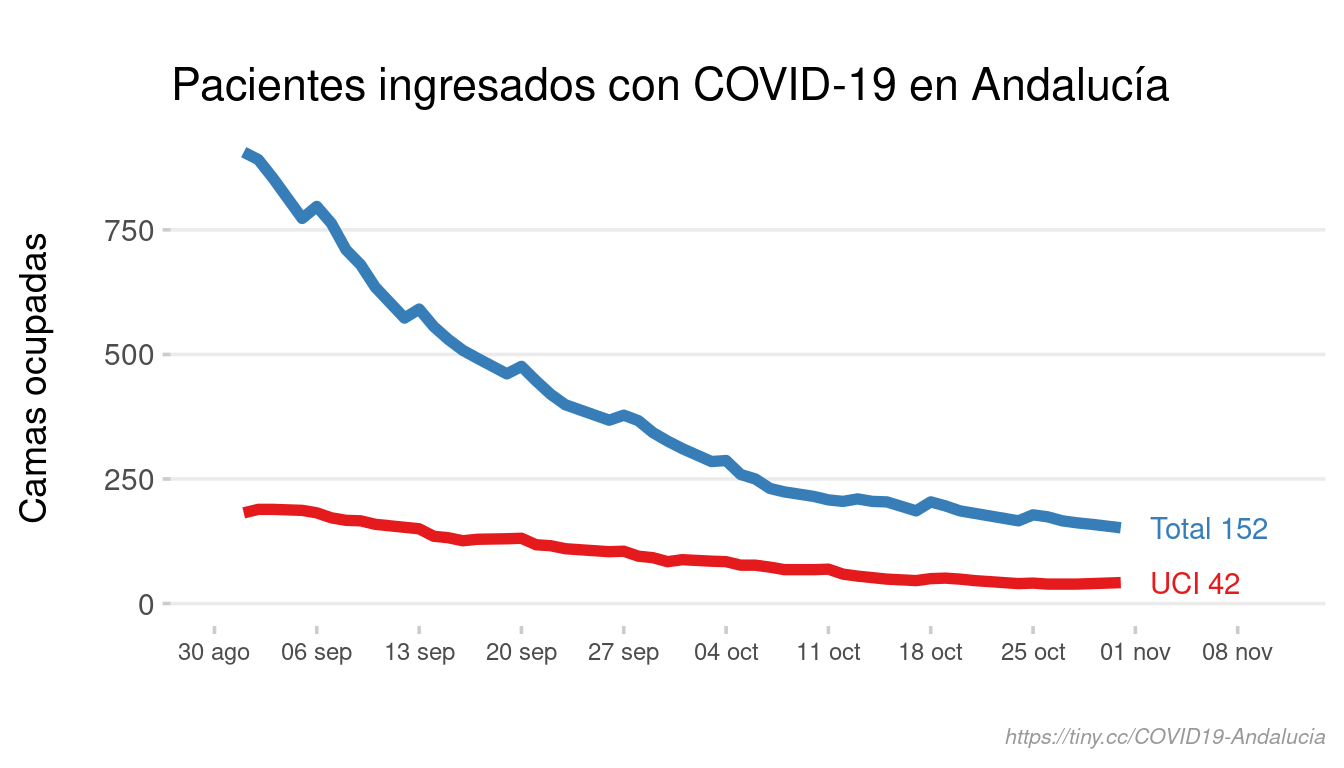 Pacientes ingresados con COVID-19 en Andalucía
Camas ocupadas
750
500
250
0
Total 152
UCI 42
30 ago 06 sep 13 sep 20 sep 27 sep 04 oct 11 oct 18 oct 25 oct 01 nov 08 nov
https://tiny.cc/COVID19-Andalucia